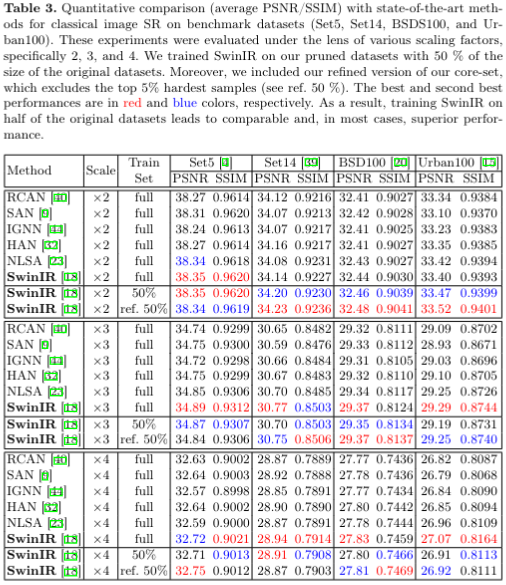 Table 3. Quantitative comparison (average PSNR/SSIM) with state-of-the-art meth-
ods for classical image SR on benchmark datasets (Set5, Set14, BSDS100, and Ur-
ban100). These experiments were evaluated under the lens of various scaling factors,
specifically 2, 3, and 4. We trained SwinIR on our pruned datasets with 50 % of the
size of the original datasets. Moreover, we included our refined version of our core-set,
which excludes the top 5% hardest samples (see ref. 50 %). The best and second best
performances are in red and blue colors, respectively. As a result, training SwinIR on
half of the original datasets leads to comparable and, in most cases, superior perfor-
mance.
Method Scale Train Set Set5 [4] Set14 [39] BSD100 [20] Urban100 [15]
PSNR SSIM PSNR SSIM PSNR SSIM PSNR SSIM
RCAN [40] ×2 full 38.27 0.9614 34.12 0.9216 32.41 0.9027 33.34 0.9384
SAN ×2 full 38.31 0.9620 34.07 0.9213 32.42 0.9028 33.10 0.9370
IGNN [44] ×2 full 38.24 0.9613 34.07 0.9217 32.41 0.9025 33.23 0.9383
HAN [32] ×2 full 38.27 0.9614 34.16 0.9217 32.41 0.9027 33.35 0.9385
NLSA [23] ×2 full 38.34 0.9618 34.08 0.9231 32.43 0.9027 33.42 0.9394
SwinIR [18] ×2 full 38.35 0.9620 34.14 0.9227 32.44 0.9030 33.40 0.9393
SwinIR [18] ×2 50% 38.35 0.9620 34.20 0.9230 32.46 0.9039 33.47 0.9399
SwinIR [18] ×2 ref. 50% 38.34 0.9619 34.23 0.9236 32.48 0.9041 33.52 0.9401
RCAN [40] ×3 full 34.74 0.9299 30.65 0.8482 29.32 0.8111 29.09 0.8702
SAN ×3 full 34.75 0.9300 30.59 0.8476 29.33 0.8112 28.93 0.8671
IGNN [44] ×3 full 34.72 0.9298 30.66 0.8484 29.31 0.8105 29.03 0.8696
HAN [32] ×3 full 34.75 0.9299 30.67 0.8483 29.32 0.8110 29.10 0.8705
NLSA [23] ×3 full 34.85 0.9306 30.70 0.8485 29.34 0.8117 29.25 0.8726
SwinIR [18] ×3 full 34.89 0.9312 30.77 0.8503 29.37 0.8124 29.29 0.8744
SwinIR [18] ×3 50% 34.87 0.9307 30.70 0.8503 29.35 0.8134 29.19 0.8731
SwinIR [18] ×3 ref. 50% 34.84 0.9306 30.75 0.8506 29.37 0.8137 29.25 0.8740
RCAN [40] ×4 full 32.63 0.9002 28.87 0.7889 27.77 0.7436 26.82 0.8087
SAN ×4 full 32.64 0.9003 28.92 0.7888 27.78 0.7436 26.79 0.8068
IGNN [44] ×4 full 32.57 0.8998 28.85 0.7891 27.77 0.7434 26.84 0.8090
HAN [32] ×4 full 32.64 0.9002 28.90 0.7890 27.80 0.7442 26.85 0.8094
NLSA [23] ×4 full 32.59 0.9000 28.87 0.7891 27.78 0.7444 26.96 0.8109
SwinIR [18] ×4 full 32.72 0.9021 28.94 0.7914 27.83 0.7459 27.07 0.8164
SwinIR [18] ×4 50% 32.71 0.9013 28.91 0.7908 27.80 0.7466 26.91 0.8113
SwinIR [18] ×4 ref. 50% 32.75 0.9012 28.87 0.7903 27.81 0.7469 26.92 0.8111